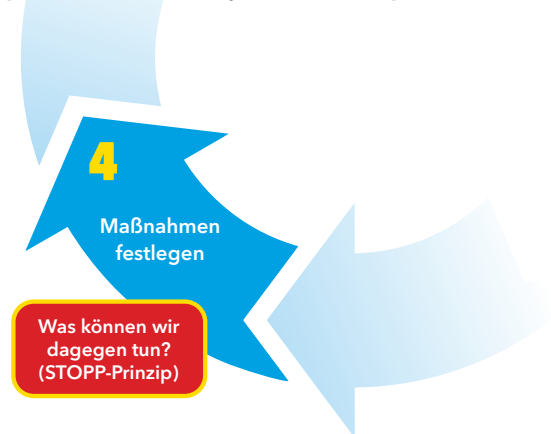 4
Maßnahmen
festlegen
Was können wir
dagegen tun?
(STOPP-Prinzip)